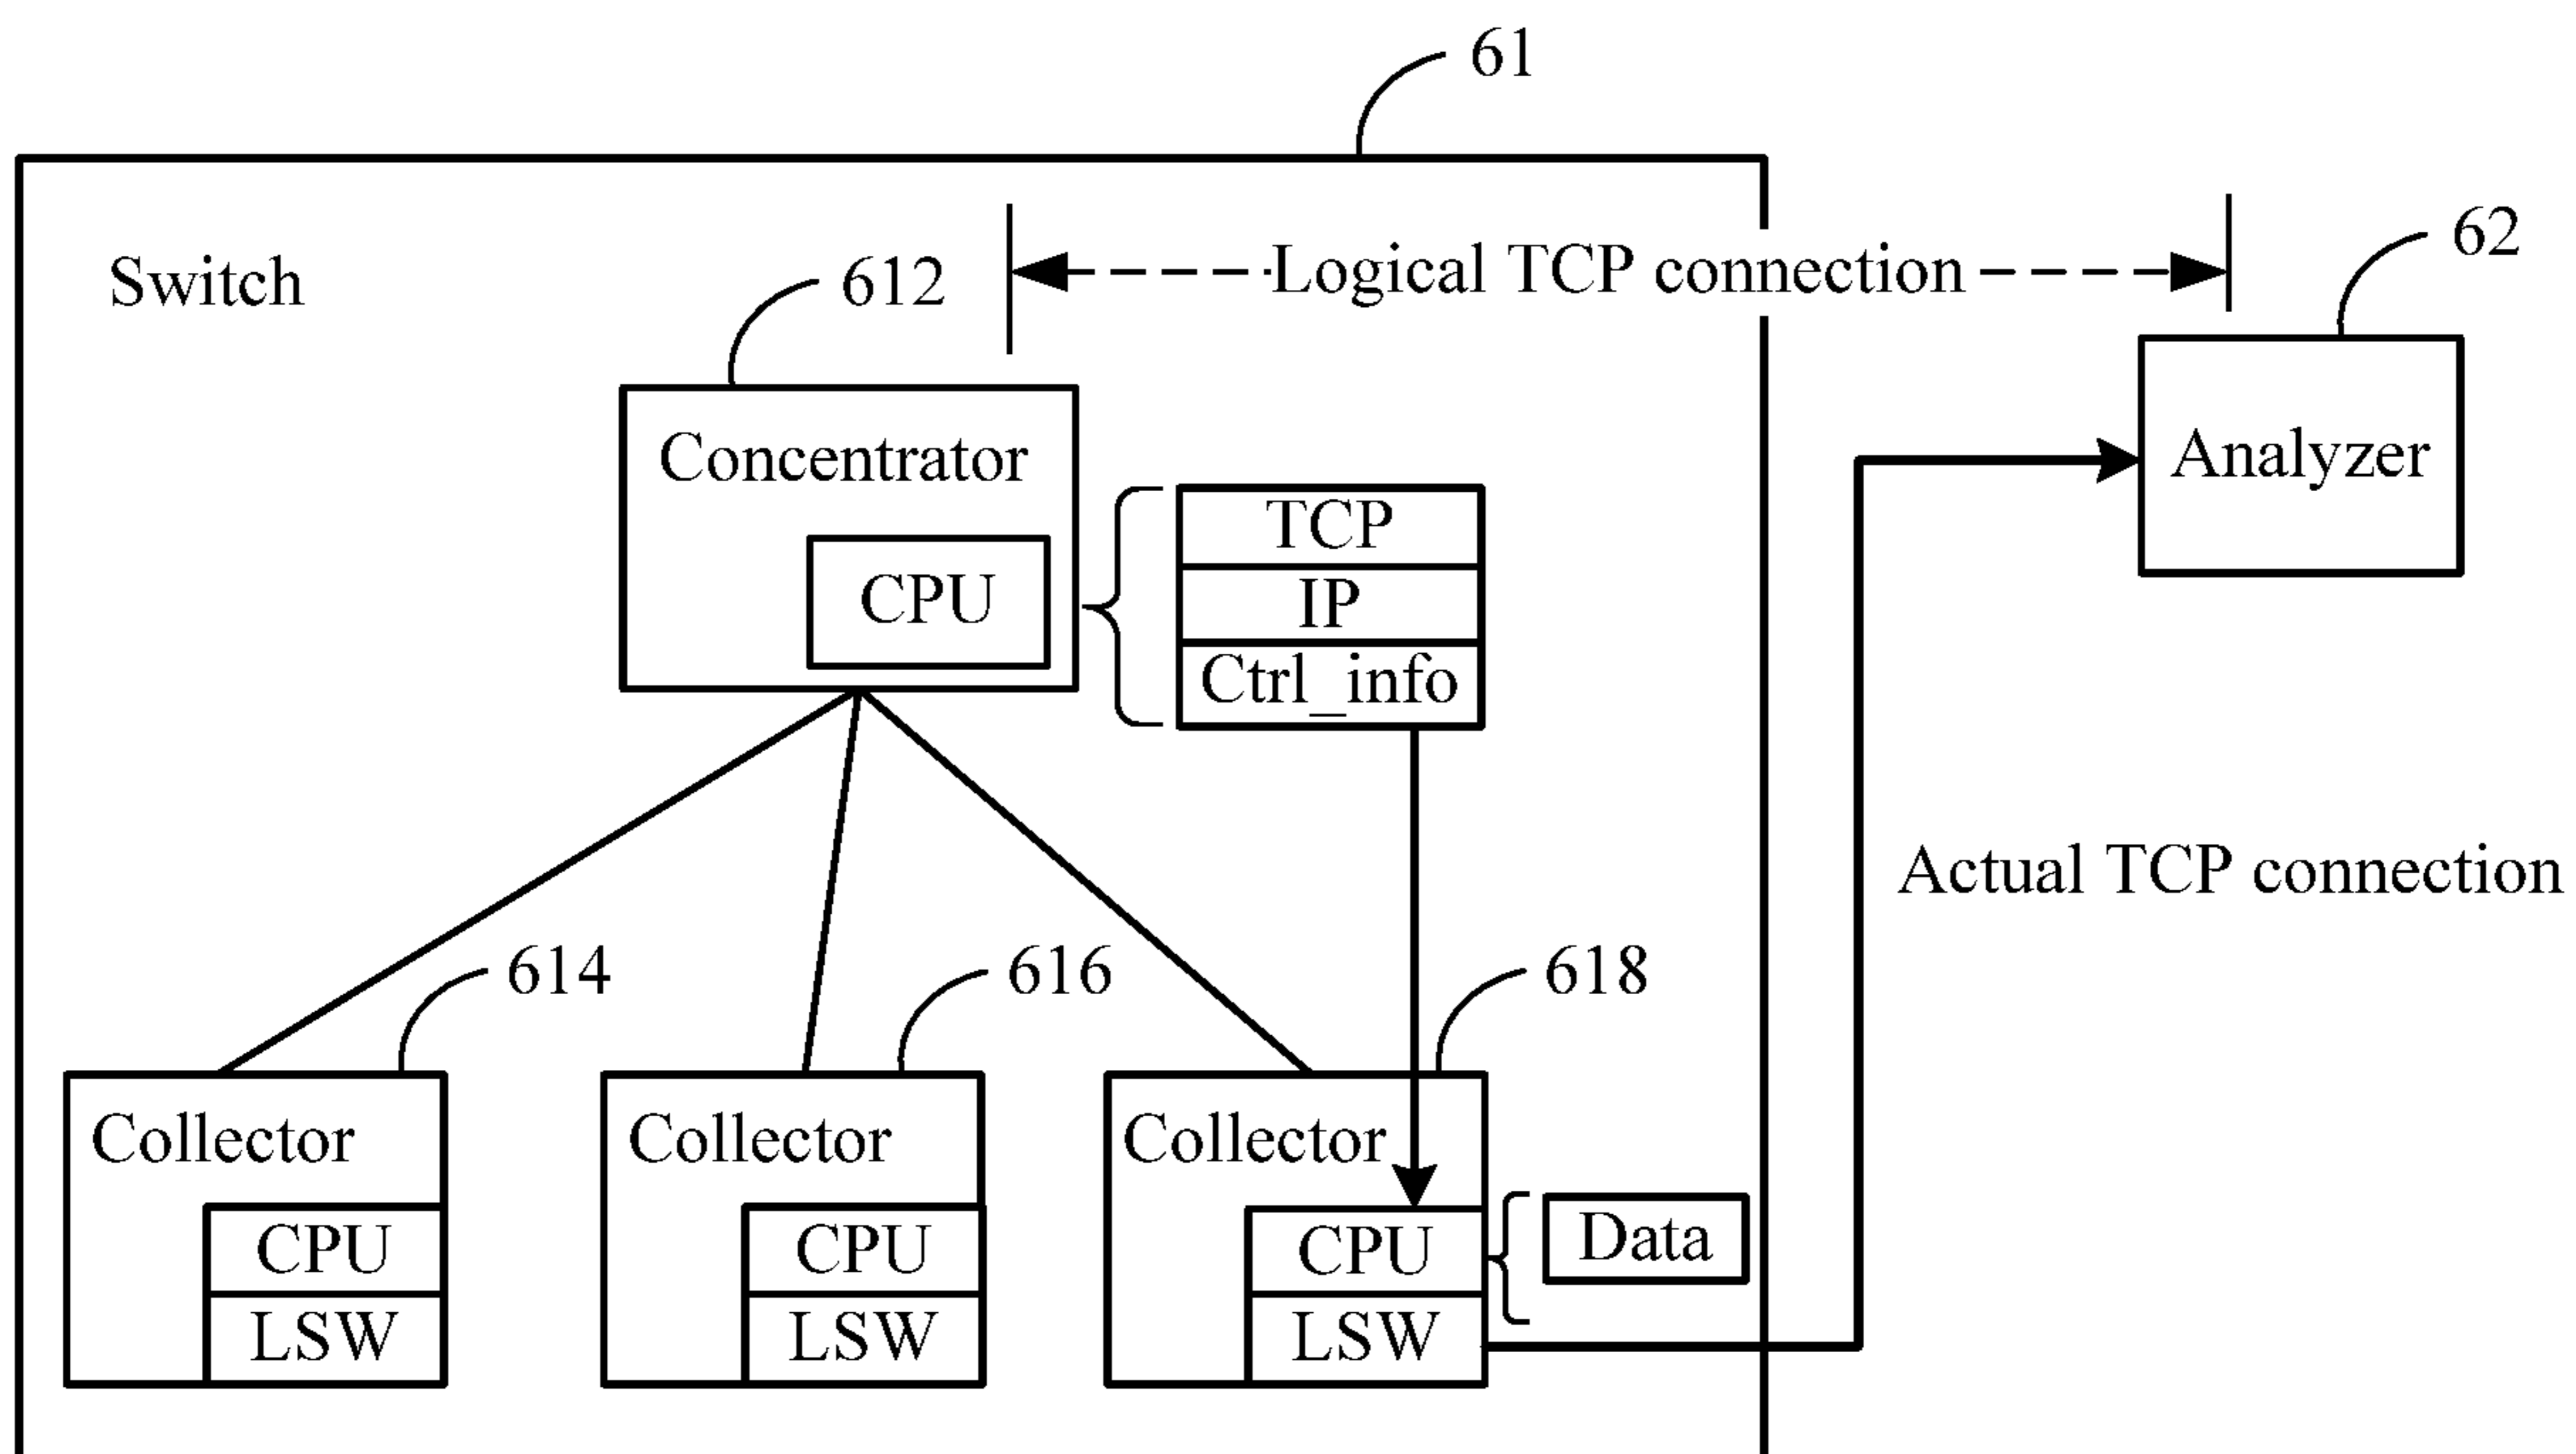 61
Switch
Logical TCP connection
612
62
Concentrator
CPU
TCP
IP
Ctrl_info
Analyzer
Actual TCP connection
614
616
618
Collector
CPU
LSW
Collector
CPU
LSW
Collector
CPU
LSW
Data